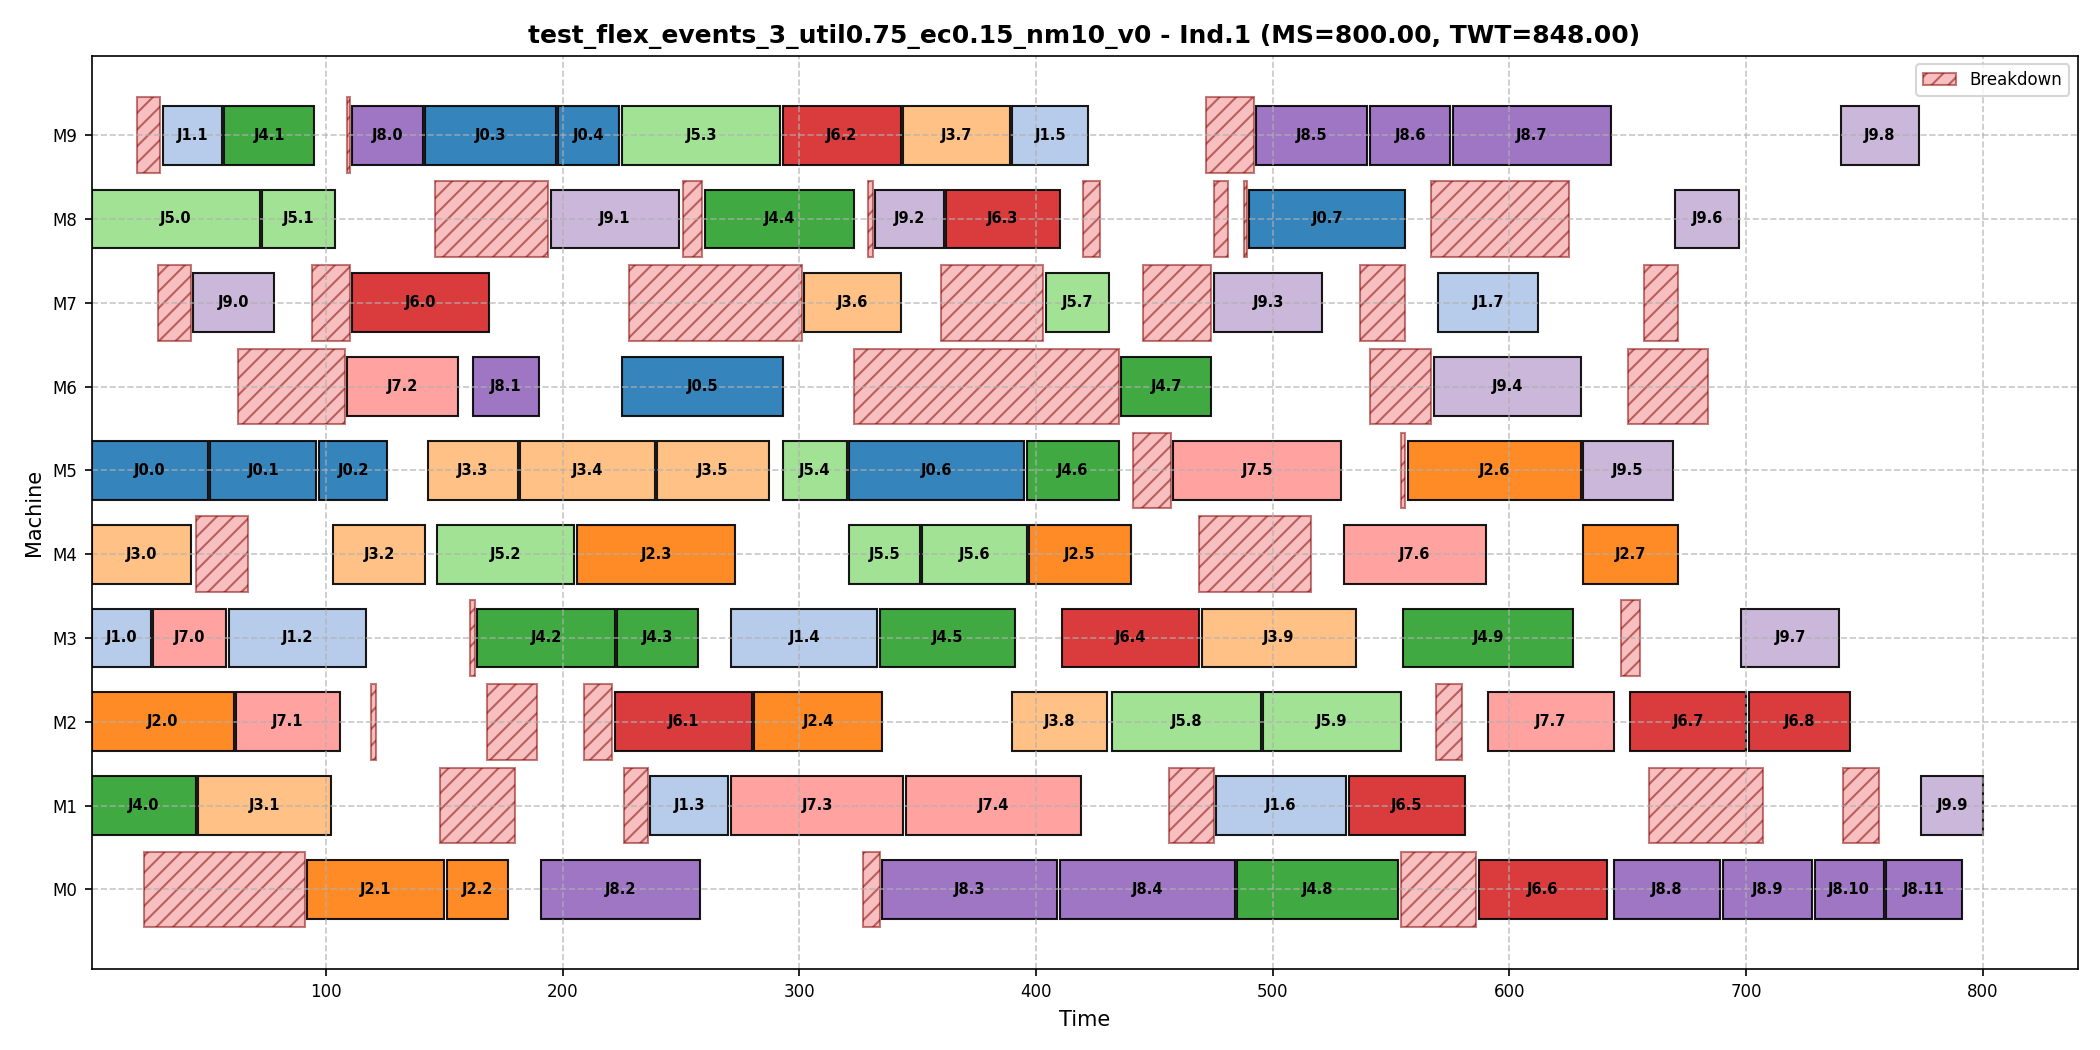 test_flex_events_3_util0.75_ec0.15_nm10_v0 - Ind.1 (MS=800.00, TWT=848.00)
Breakdown
M9 J1.1 J4.1 J8.0 J0.3 J0.4 J5.3 J6.2 J3.7 J1.5 J8.5 J8.6 J8.7 J9.8
M8 J5.0 J5.1 J9.1 J4.4 J9.2 J6.3 J0.7 J9.6
M7 J9.0 J6.0 J3.6 J5.7 J9.3 J1.7
M6 J7.2 J8.1 J0.5 J4.7 J9.4
M5 J0.0 J0.1 J0.2 J3.3 J3.4 J3.5 J5.4 J0.6 J4.6 J7.5 J2.6 J9.5
M4 J3.0 J3.2 J5.2 J2.3 J5.5 J5.6 J2.5 J7.6 J2.7
M3 J1.0 J7.0 J1.2 J4.2 J4.3 J1.4 J4.5 J6.4 J3.9 J4.9 J9.7
M2 J2.0 J7.1 J6.1 J2.4 J3.8 J5.8 J5.9 J7.7 J6.7 J6.8
M1 J4.0 J3.1 J1.3 J7.3 J7.4 J1.6 J6.5 J9.9
M0 J2.1 J2.2 J8.2 J8.3 J8.4 J4.8 J6.6 J8.8 J8.9 J8.10 J8.11
Machine
100 200 300 400 500 600 700 800
Time